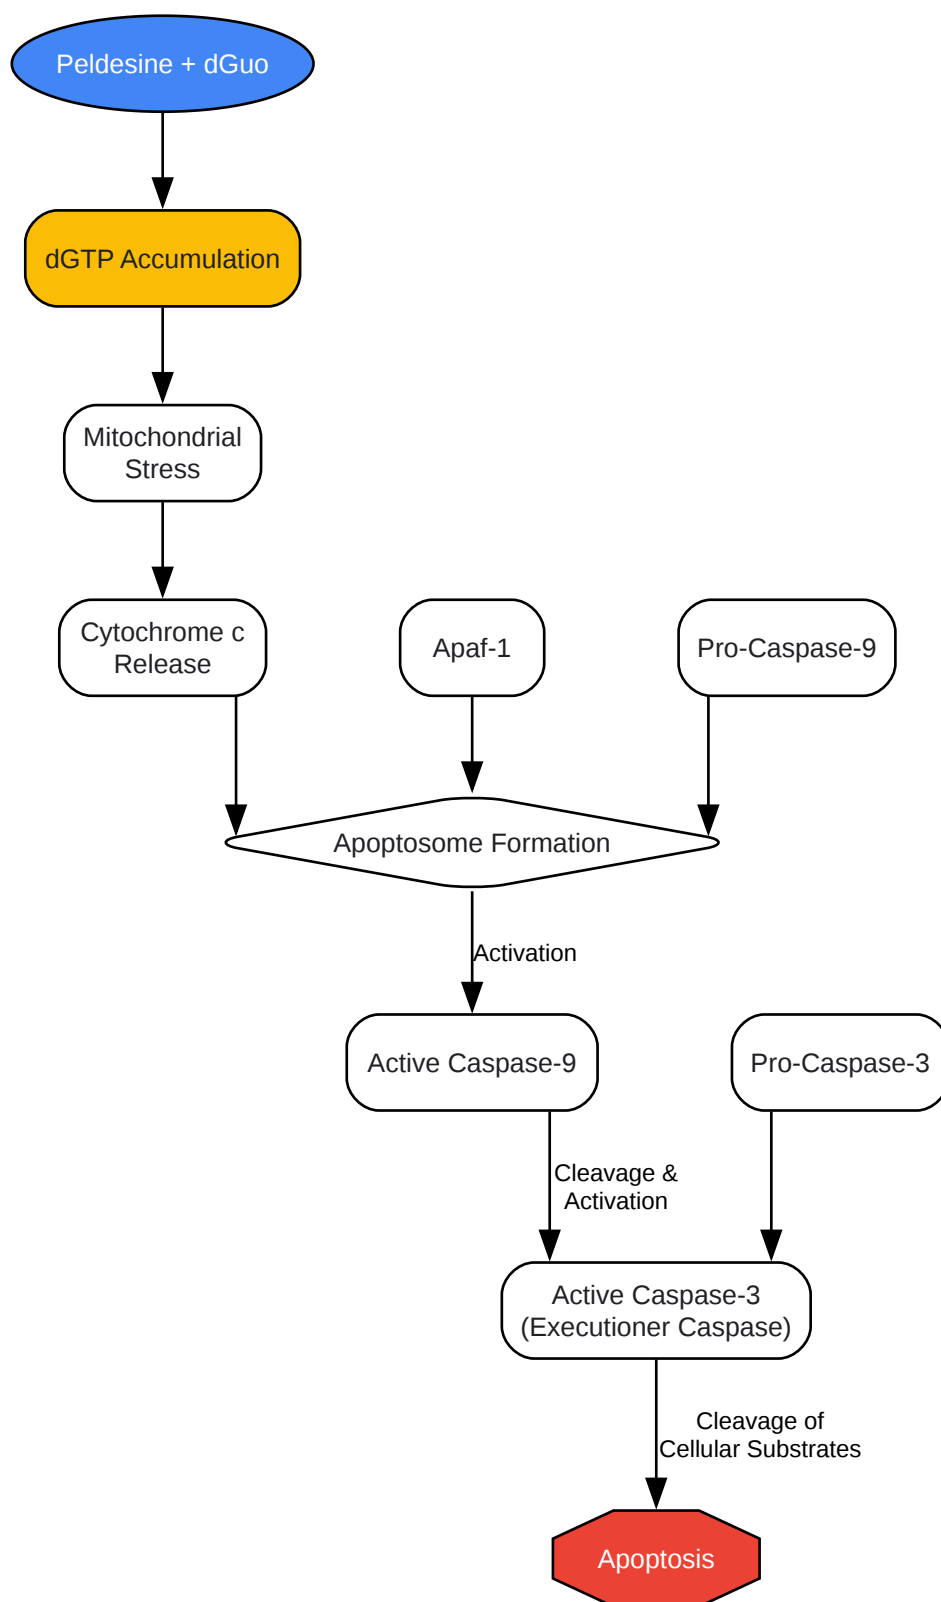 Peldesine + dGuo
dGTP Accumulation
Mitochondrial
Stress
Cytochrome c
Release
Apaf-1
Pro-Caspase-9
Apoptosome Formation
Activation
Active Caspase-9
Pro-Caspase-3
Cleavage &
Activation
Active Caspase-3
(Executioner Caspase)
Cleavage of
Cellular Substrates
Apoptosis